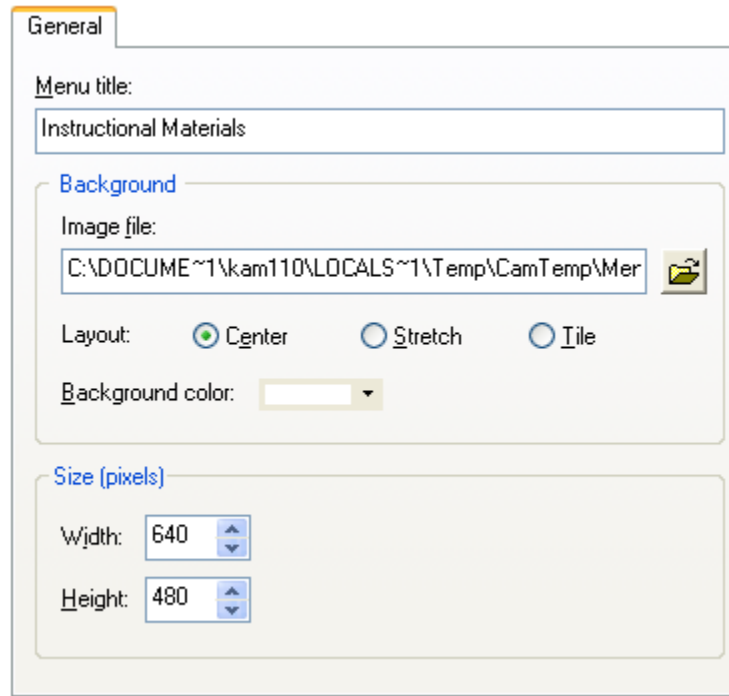 General
Menu title:
Instructional Materials
Background
Image file:
C:\DOCUME~1\kam110\LOCALS~1\Temp\CamTemp\Mer
Layout: Center Stretch Tile
Background color:
Size (pixels)
Width: 640
Height: 480